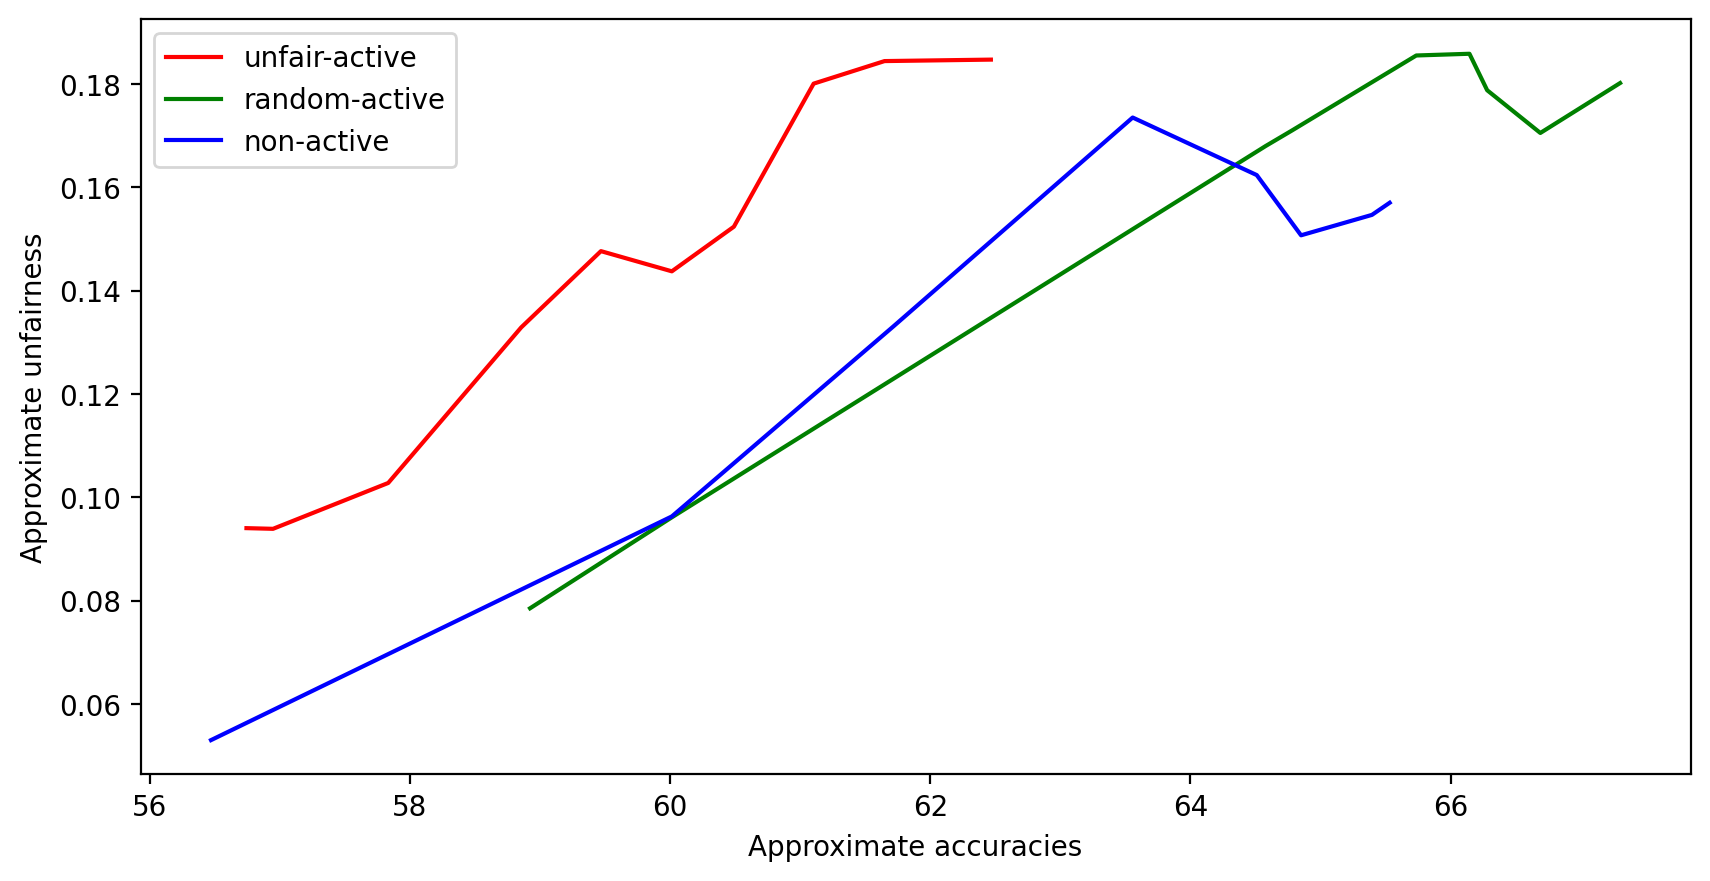 unfair-active
random-active
non-active
0.18
0.16
0.14
0.12
0.10
0.08
0.06
Approximate unfairness
56 58 60 62 64 66
Approximate accuracies